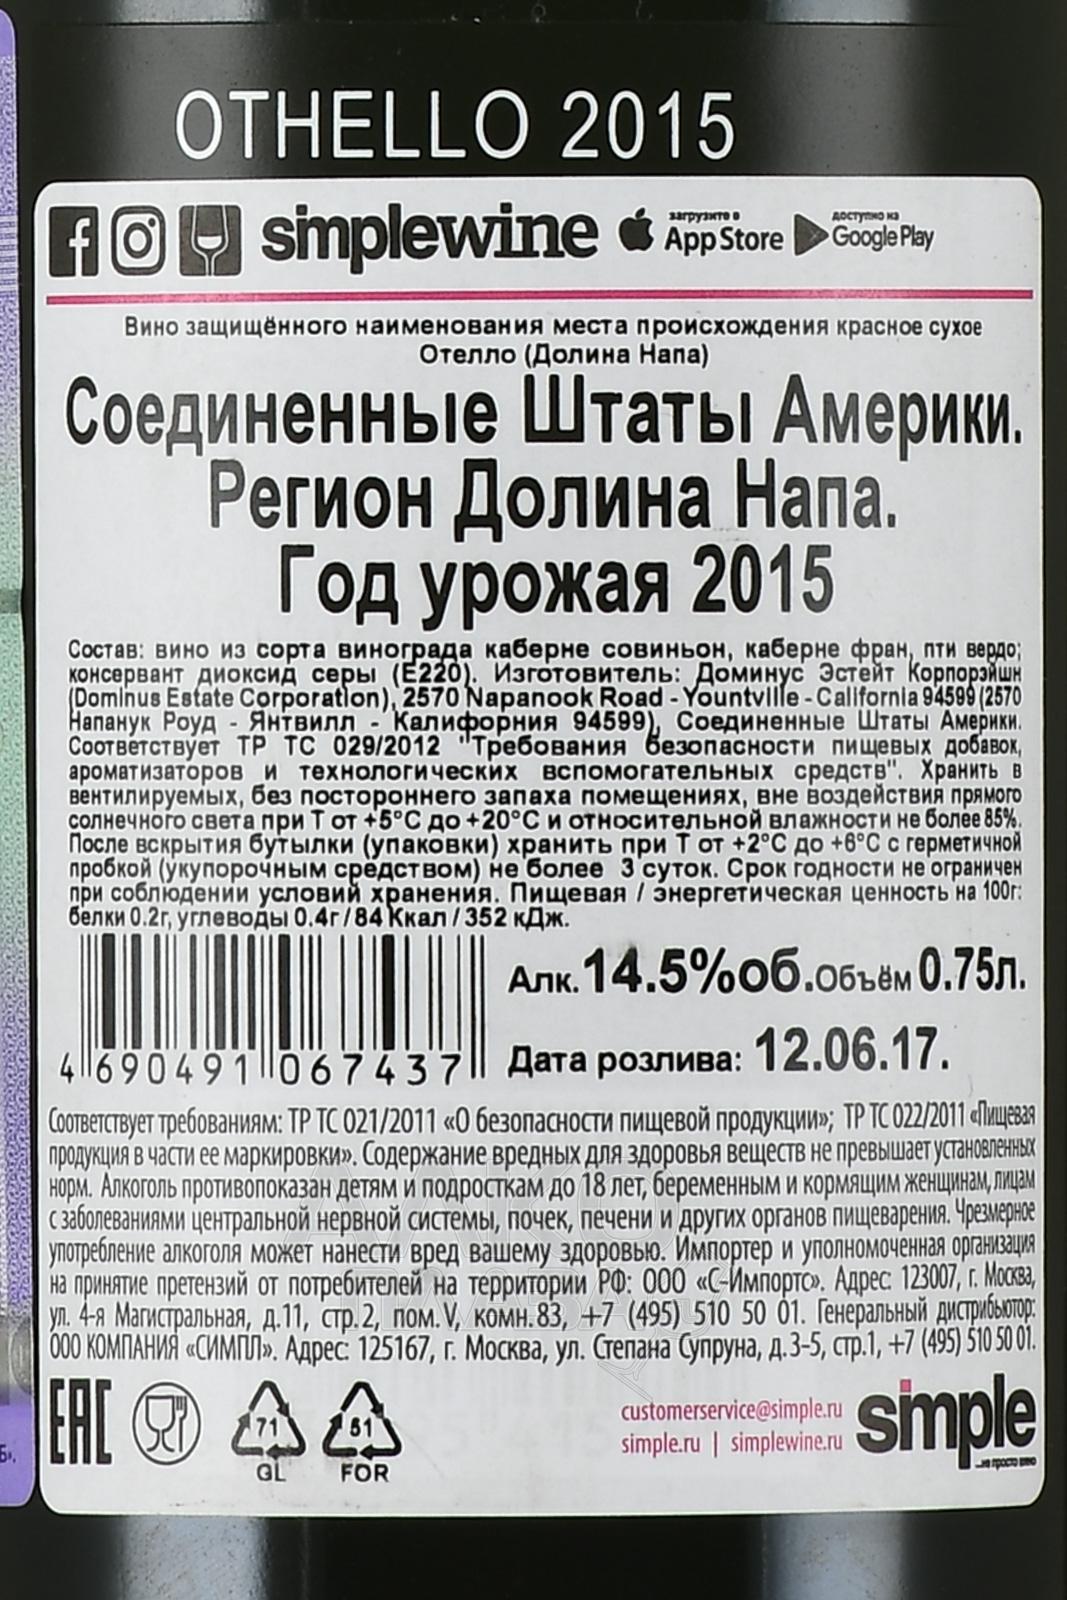 OTHELLO 2015
simplewine загрузите в App Store доступно на Google Play
Вино защищённого наименования места происхождения красное сухое
Отелло (Долина Напа)
Соединенные Штаты Америки.
Регион Долина Напа.
Год урожая 2015
Состав: вино из сорта винограда каберне совиньон, каберне фран, пти вердо;
консервант диоксид серы (Е220). Изготовитель: Доминус Эстейт Корпорэйшн
(Dominus Estate Corporation), 2570 Napanook Road - Yountville - California 94599 (2570
Напанук Роуд - Янтвилл - Калифорния 94599), Соединенные Штаты Америки.
Соответствует ТР ТС 029/2012 "Требования безопасности пищевых добавок,
ароматизаторов и технологических вспомогательных средств". Хранить в
вентилируемых, без постороннего запаха помещениях, вне воздействия прямого
солнечного света при Т от +5°С до +20°С и относительной влажности не более 85%.
После вскрытия бутылки (упаковки) хранить при Т от +2°С до +6°С с герметичной
пробкой (укупорочным средством) не более 3 суток. Срок годности не ограничен
при соблюдении условий хранения. Пищевая / энергетическая ценность на 100г:
белки 0.2г, углеводы 0.4г / 84 Ккал / 352 кДж.
Алк. 14.5%об. Объём 0.75л.
4 690491 067437
Дата розлива: 12.06.17.
Соответствует требованиям: ТР ТС 021/2011 «О безопасности пищевой продукции»; ТР ТС 022/2011 «Пищевая
продукция в части ее маркировки». Содержание вредных для здоровья веществ не превышает установленных
норм. Алкоголь противопоказан детям и подросткам до 18 лет, беременным и кормящим женщинам, лицам
с заболеваниями центральной нервной системы, почек, печени и других органов пищеварения. Чрезмерное
употребление алкоголя может нанести вред вашему здоровью. Импортер и уполномоченная организация
на принятие претензий от потребителей на территории РФ: ООО «С-Импортс». Адрес: 123007, г. Москва,
ул. 4-я Магистральная, д.11, стр.2, пом.V, комн.83, +7 (495) 510 50 01. Генеральный дистрибьютор:
ООО КОМПАНИЯ «СИМПЛ». Адрес: 125167, г. Москва, ул. Степана Супруна, д.3-5, стр.1, +7 (495) 510 50 01.
EAC
71
GL
51
FOR
customerservice@simple.ru
simple.ru | simplewine.ru
simple
...не просто вино